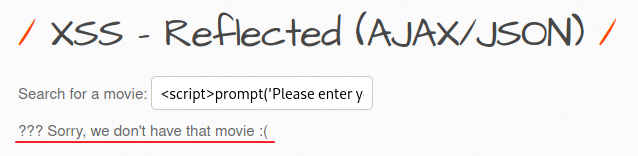 / XSS - Reflected (AJAX/JSON) /
Search for a movie: <script>prompt('Please enter y
??? Sorry, we don't have that movie :(